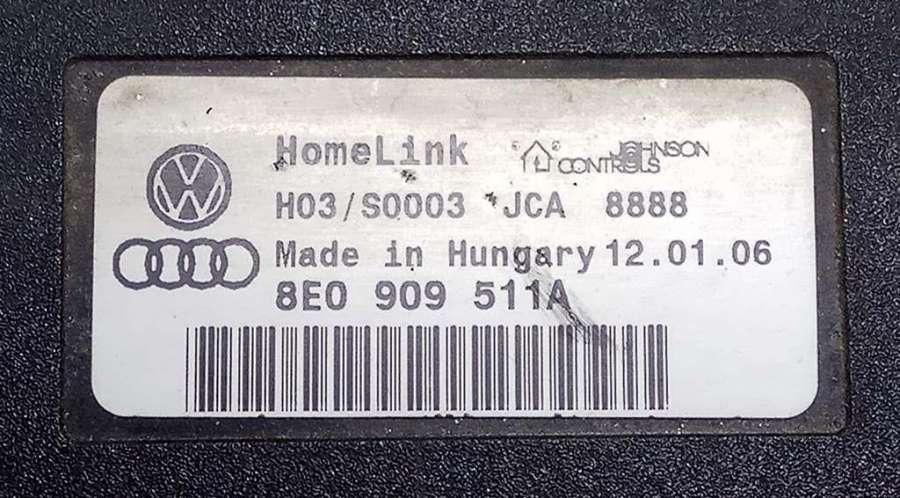 HomeLink JOHNSON CONTROLS
H03/S0003 JCA 8888
Made in Hungary 12.01.06
8E0 909 511A